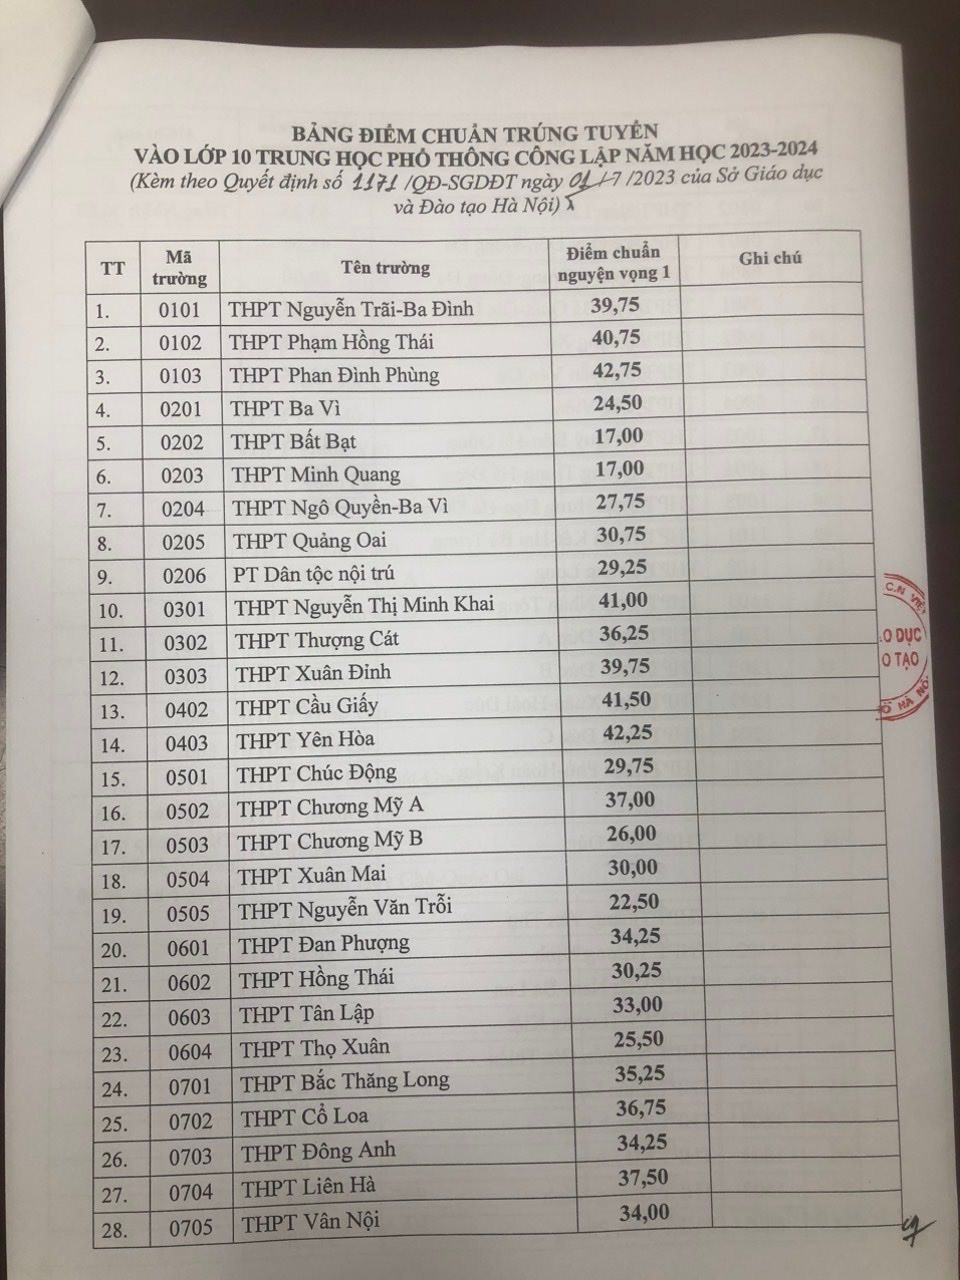 BẢNG ĐIỂM CHUẨN TRÚNG TUYỂN
VÀO LỚP 10 TRUNG HỌC PHỔ THÔNG CÔNG LẬP NĂM HỌC 2023-2024
(Kèm theo Quyết định số 1171 /QĐ-SGDĐT ngày 01/7 /2023 của Sở Giáo dục
và Đào tạo Hà Nội)
TT Mã trường Tên trường Điểm chuẩn nguyện vọng 1 Ghi chú
1. 0101 THPT Nguyễn Trãi-Ba Đình 39,75
2. 0102 THPT Phạm Hồng Thái 40,75
3. 0103 THPT Phan Đình Phùng 42,75
4. 0201 THPT Ba Vì 24,50
5. 0202 THPT Bất Bạt 17,00
6. 0203 THPT Minh Quang 17,00
7. 0204 THPT Ngô Quyền-Ba Vì 27,75
8. 0205 THPT Quảng Oai 30,75
9. 0206 PT Dân tộc nội trú 29,25
10. 0301 THPT Nguyễn Thị Minh Khai 41,00
11. 0302 THPT Thượng Cát 36,25
12. 0303 THPT Xuân Đỉnh 39,75
13. 0402 THPT Cầu Giấy 41,50
14. 0403 THPT Yên Hòa 42,25
15. 0501 THPT Chúc Động 29,75
16. 0502 THPT Chương Mỹ A 37,00
17. 0503 THPT Chương Mỹ B 26,00
18. 0504 THPT Xuân Mai 30,00
19. 0505 THPT Nguyễn Văn Trỗi 22,50
20. 0601 THPT Đan Phượng 34,25
21. 0602 THPT Hồng Thái 30,25
22. 0603 THPT Tân Lập 33,00
23. 0604 THPT Thọ Xuân 25,50
24. 0701 THPT Bắc Thăng Long 35,25
25. 0702 THPT Cổ Loa 36,75
26. 0703 THPT Đông Anh 34,25
27. 0704 THPT Liên Hà 37,50
28. 0705 THPT Vân Nội 34,00
C.N VIỆT
O DỤC
O TẠO
HÀ NỘI